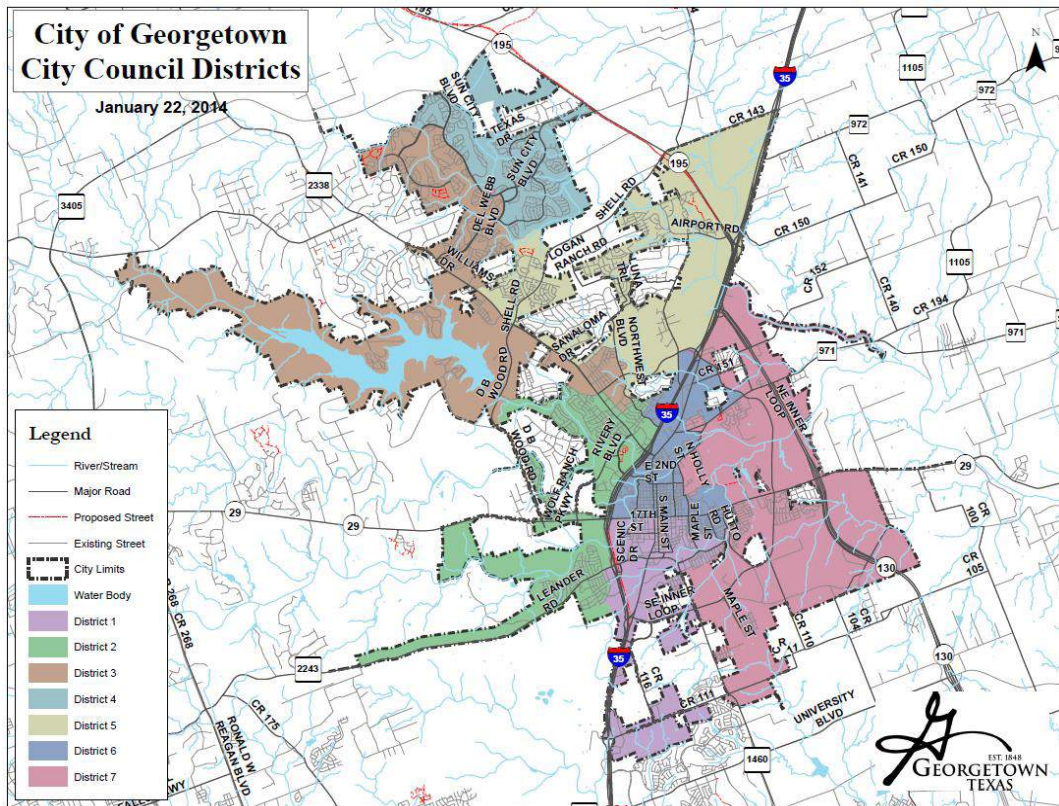 City of Georgetown
City Council Districts
January 22, 2014
195
195
35
N
1105
972
972
CR 143
SUN CITY
BLVD
TEXAS
DR
SUN CITY
BLVD
195
CR 141
CR 150
2338
3405
DEL WEBB
BLVD
SHELL RD
AIRPORT RD
CR 150
LOGAN
RANCH RD
WILLIAMS
DR
LUNA
TRL
1105
CR 152
CR 140
CR 194
SHELL RD
SANALOMA
DR
NORTHWEST
BLVD
971
971
CR 151
D B
WOOD RD
NE INNER
LOOP
35
RIVERY
BLVD
D B
WOOD RD
WOLF RANCH
PKWY
E 2ND
ST
N HOLLY
ST
29
CR
100
29
29
17TH
ST
S MAIN ST
MAPLE
ST
HUTTO
RD
SCENIC
DR
CR
105
130
LEANDER
RD
SE INNER
LOOP
MAPLE ST
CR 110
CR
104
CR 268
CR 268
35
2243
CR
116
130
CR 111
UNIVERSITY
BLVD
CR 175
RONALD W
REAGAN BLVD
1460
Legend
River/Stream
Major Road
Proposed Street
Existing Street
City Limits
Water Body
District 1
District 2
District 3
District 4
District 5
District 6
District 7
G
EST. 1848
GEORGETOWN
TEXAS